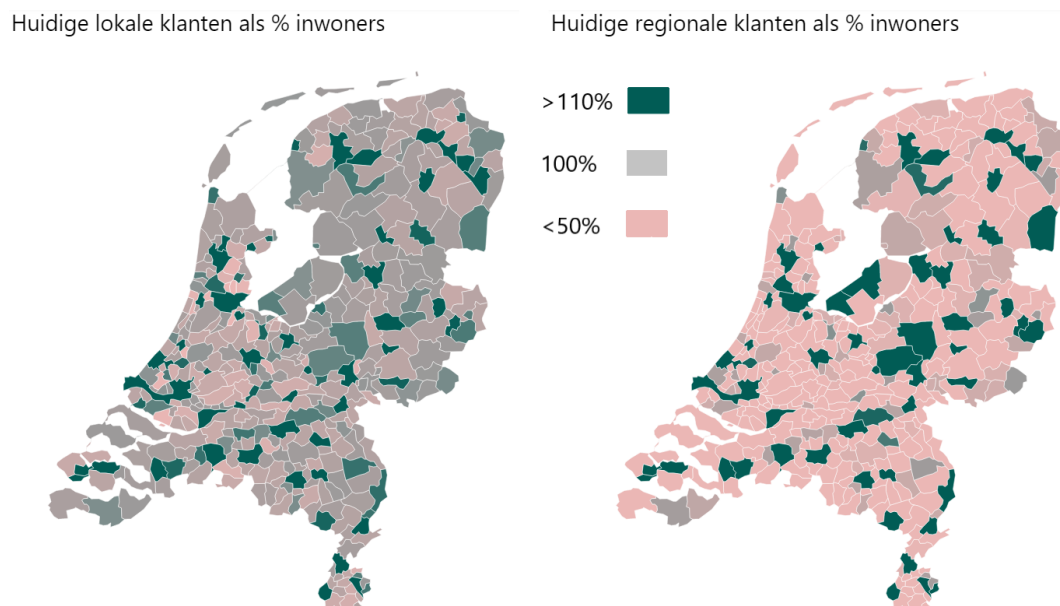 Huidige lokale klanten als % inwoners
Huidige regionale klanten als % inwoners
>110%
100%
<50%